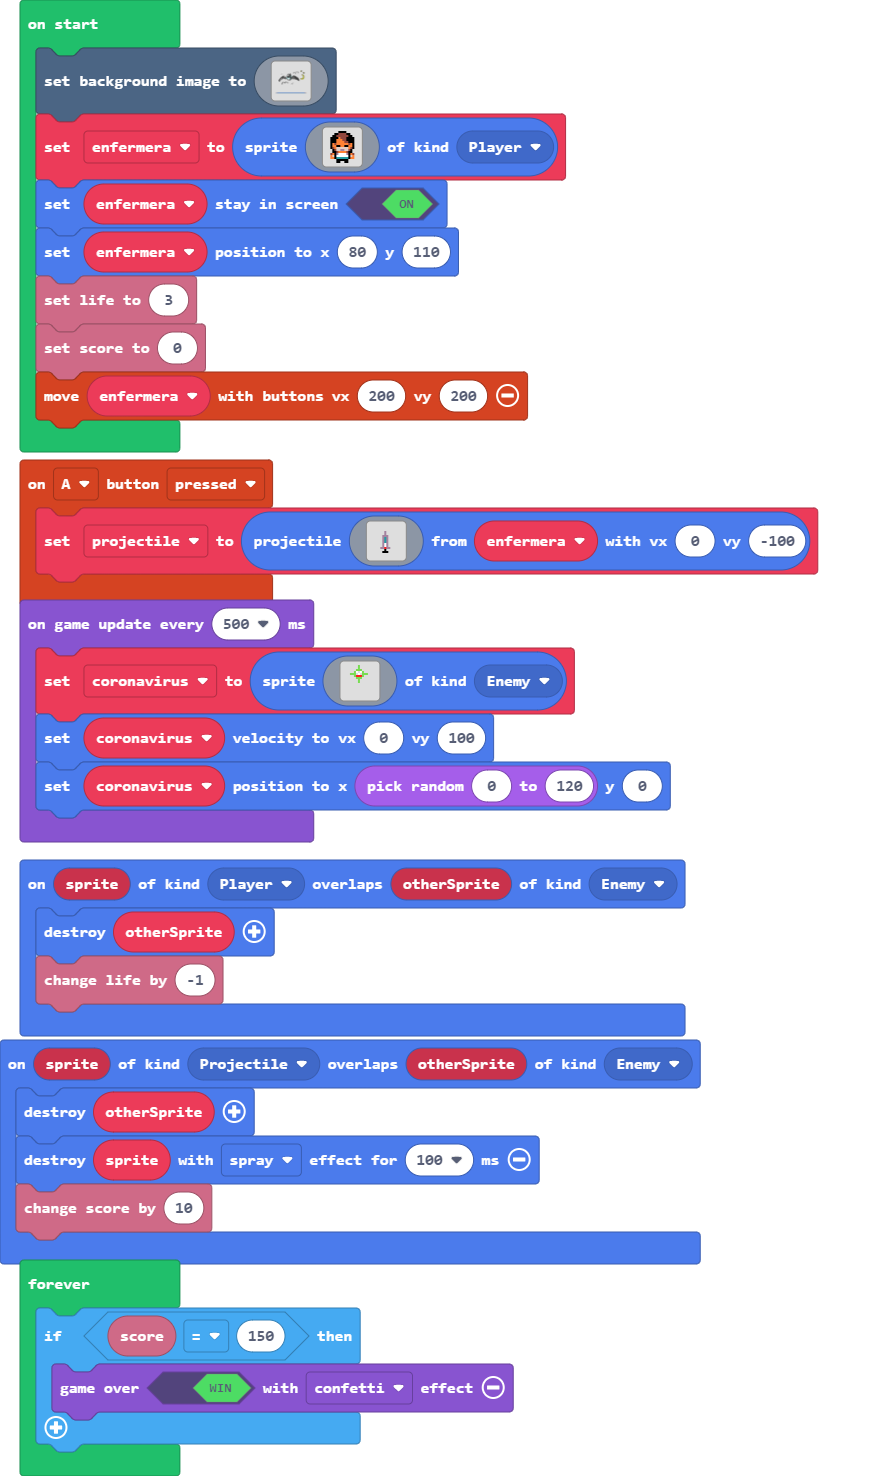 on start
set background image to
set enfermera to sprite of kind Player
set enfermera stay in screen ON
set enfermera position to x 80 y 110
set life to 3
set score to 0
move enfermera with buttons vx 200 vy 200
on A button pressed
set projectile to projectile from enfermera with vx 0 vy -100
on game update every 500 ms
set coronavirus to sprite of kind Enemy
set coronavirus velocity to vx 0 vy 100
set coronavirus position to x pick random 0 to 120 y 0
on sprite of kind Player overlaps otherSprite of kind Enemy
destroy otherSprite
change life by -1
on sprite of kind Projectile overlaps otherSprite of kind Enemy
destroy otherSprite
destroy sprite with spray effect for 100 ms
change score by 10
forever
if score = 150 then
game over WIN with confetti effect